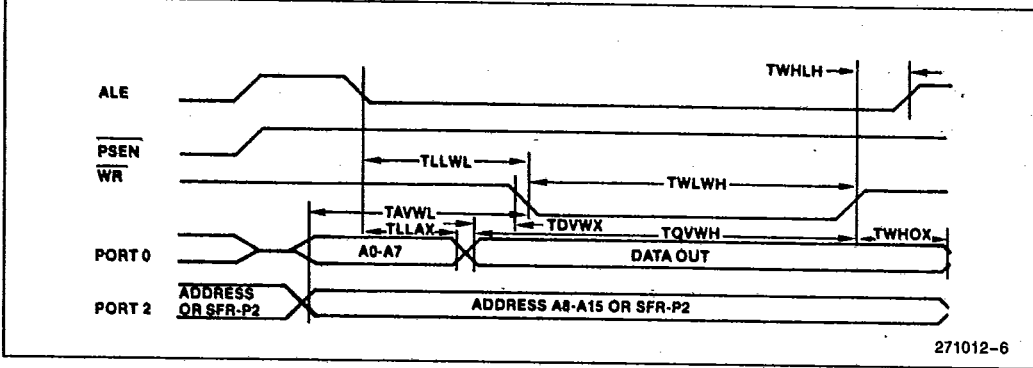 TWHLH
ALE
PSEN
TLLWL
TWLWH
WR
TAVWL
TLLAX
TDVWX
TQVWH
TWHOX
PORT 0
A0-A7
DATA OUT
ADDRESS
OR SFR-P2
PORT 2
ADDRESS A8-A15 OR SFR-P2
271012-6